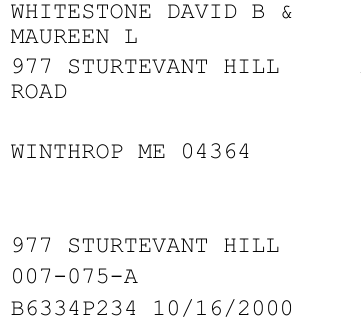 WHITESTONE DAVID B &
MAUREEN L
977 STURTEVANT HILL
ROAD
WINTHROP ME 04364
977 STURTEVANT HILL
007-075-A
B6334P234 10/16/2000